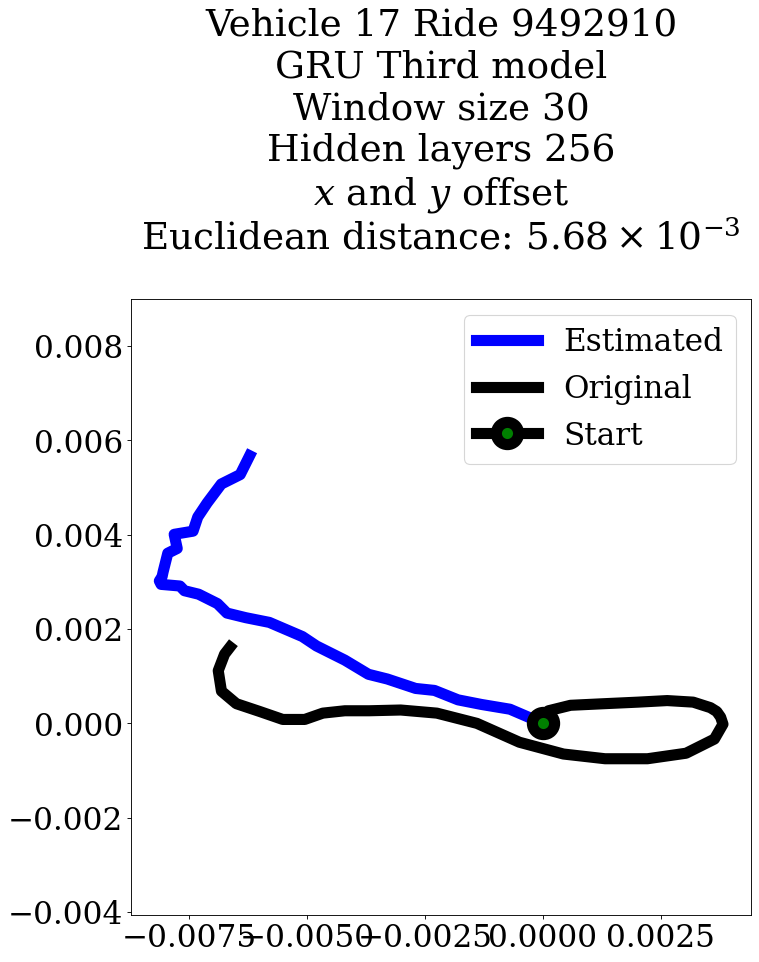 Vehicle 17 Ride 9492910
GRU Third model
Window size 30
Hidden layers 256
x and y offset
Euclidean distance: 5.68 × 10⁻³
Estimated
Original
Start
0.008
0.006
0.004
0.002
0.000
−0.002
−0.004
−0.0075 −0.0050 −0.0025 0.0000 0.0025